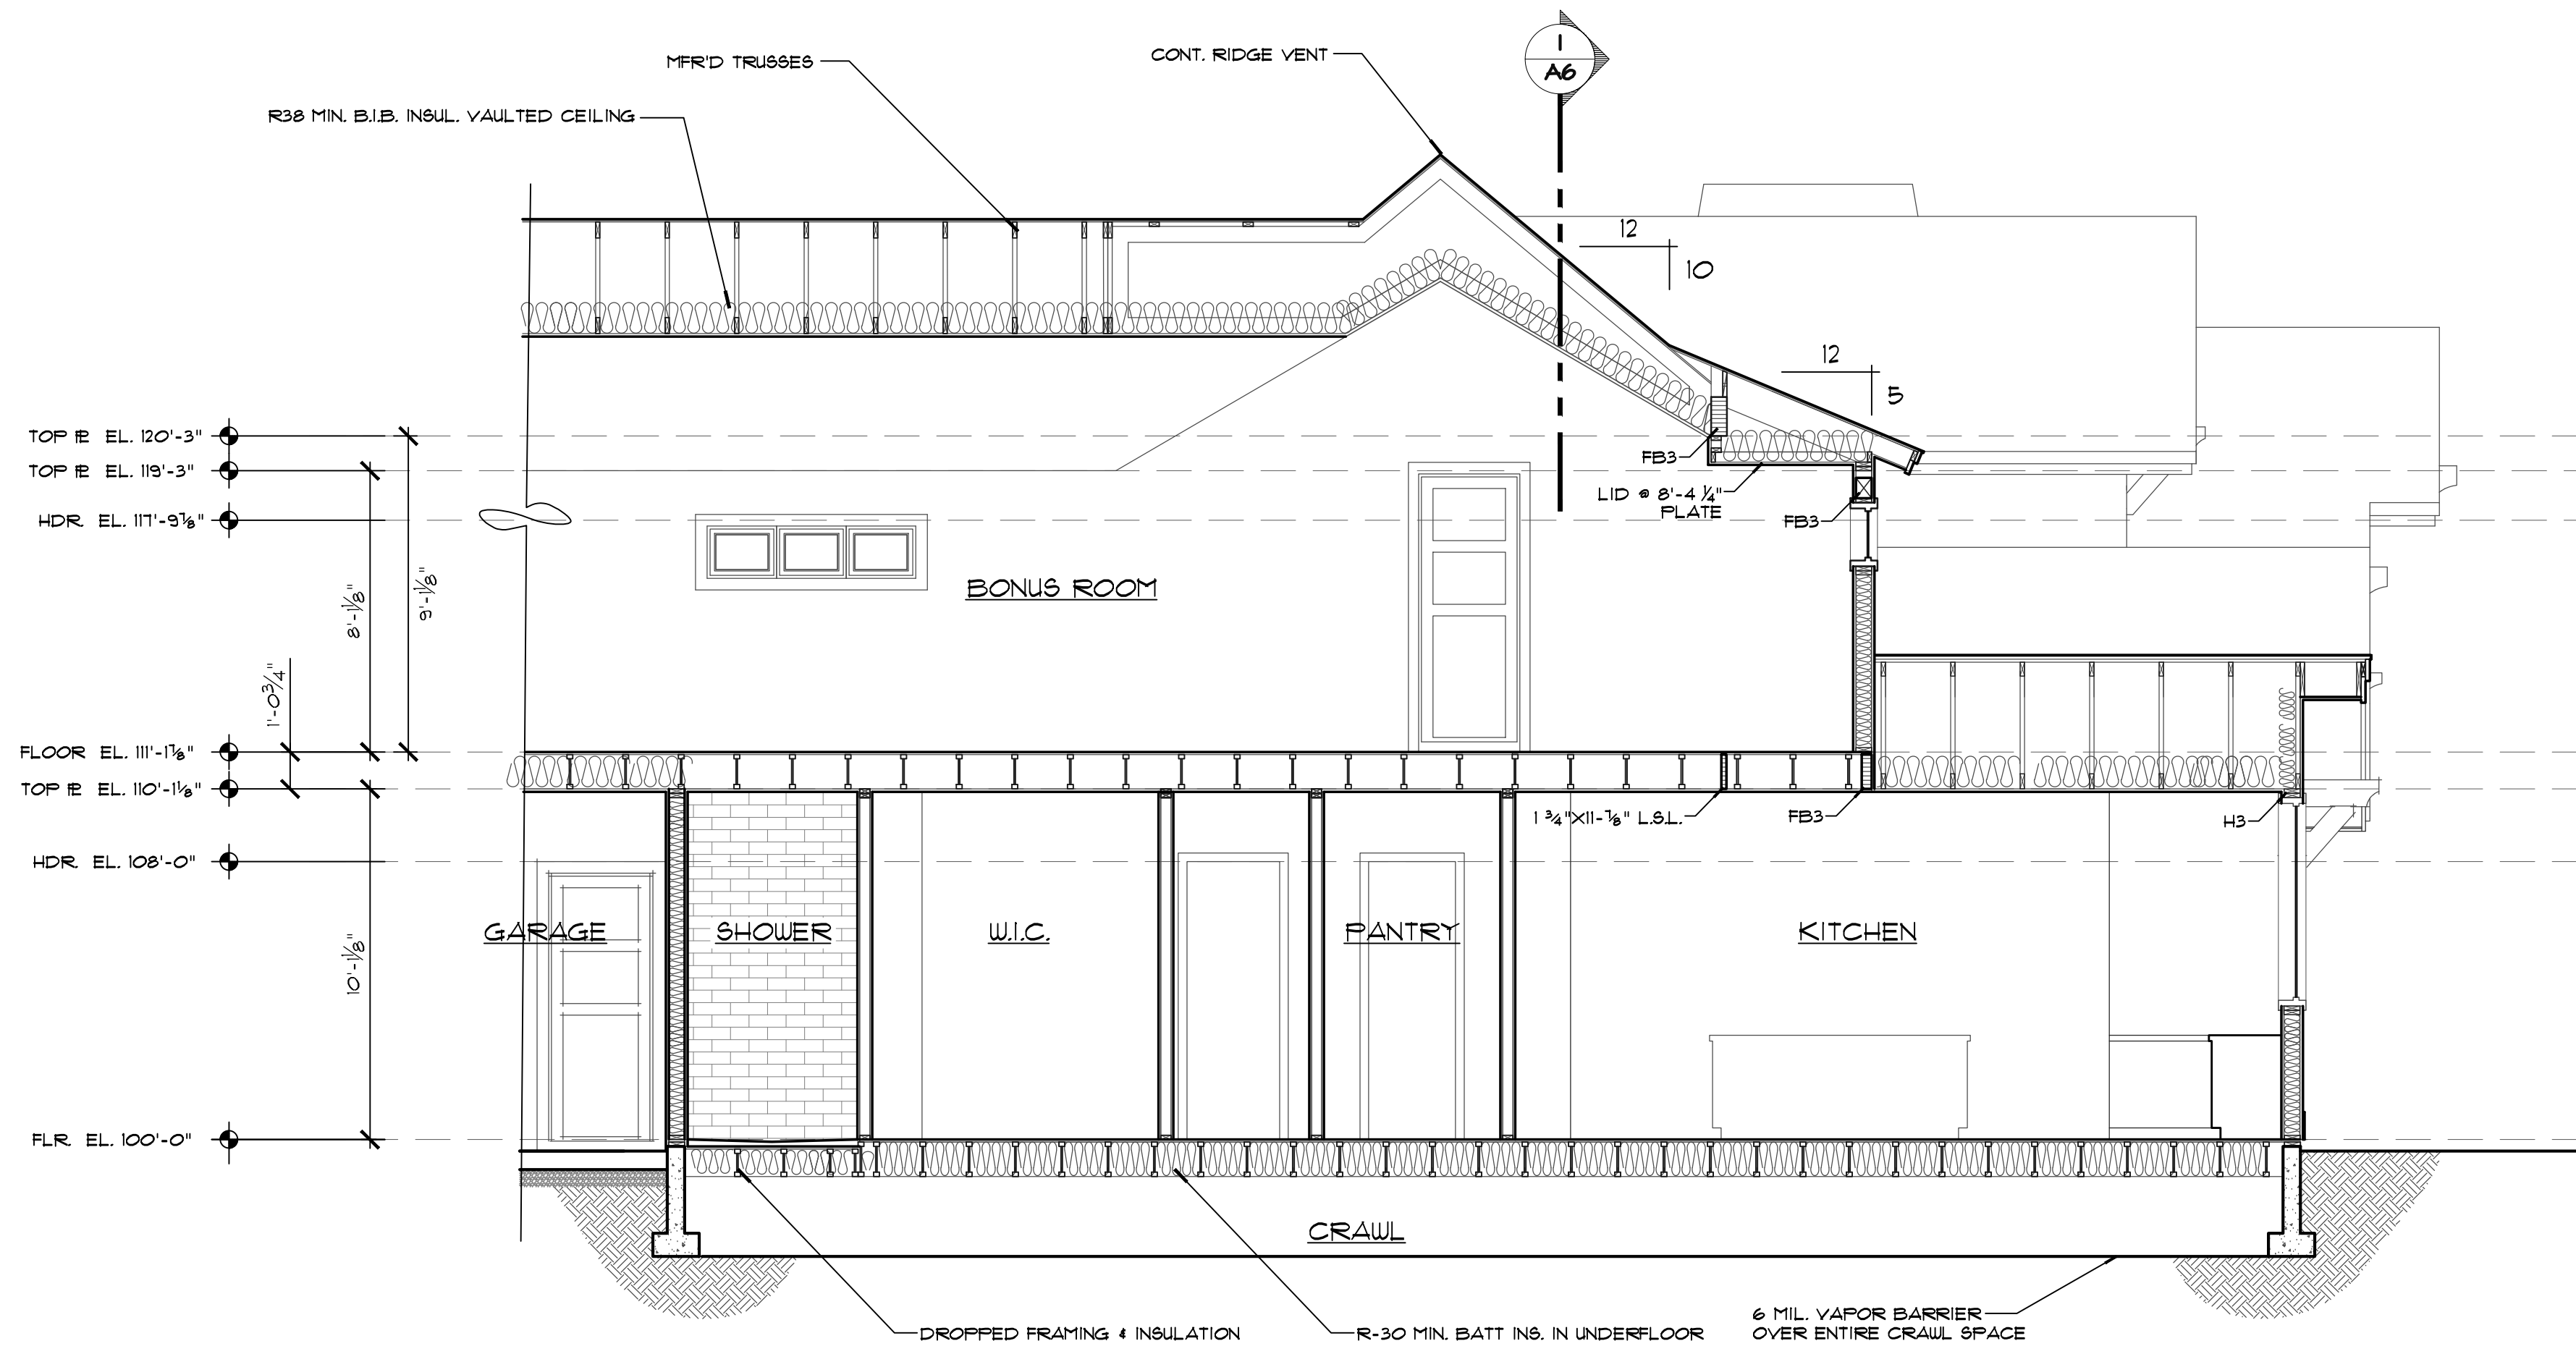 1
A6
CONT. RIDGE VENT
MFR'D TRUSSES
R38 MIN. B.I.B. INSUL. VAULTED CEILING
12
10
12
5
TOP PL EL. 120'-3"
TOP PL EL. 119'-3"
HDR. EL. 117'-9⅞"
FB3
LID @ 8'-4 ¼"
PLATE
FB3
BONUS ROOM
8'-1⅛"
9'-1⅛"
1'-0¾"
FLOOR EL. 111'-1⅞"
TOP PL EL. 110'-1⅛"
1 ¾"X11-⅞" L.S.L.
FB3
H3
HDR. EL. 108'-0"
GARAGE
SHOWER
W.I.C.
PANTRY
KITCHEN
10'-1⅛"
FLR. EL. 100'-0"
CRAWL
DROPPED FRAMING & INSULATION
R-30 MIN. BATT INS. IN UNDERFLOOR
6 MIL. VAPOR BARRIER
OVER ENTIRE CRAWL SPACE